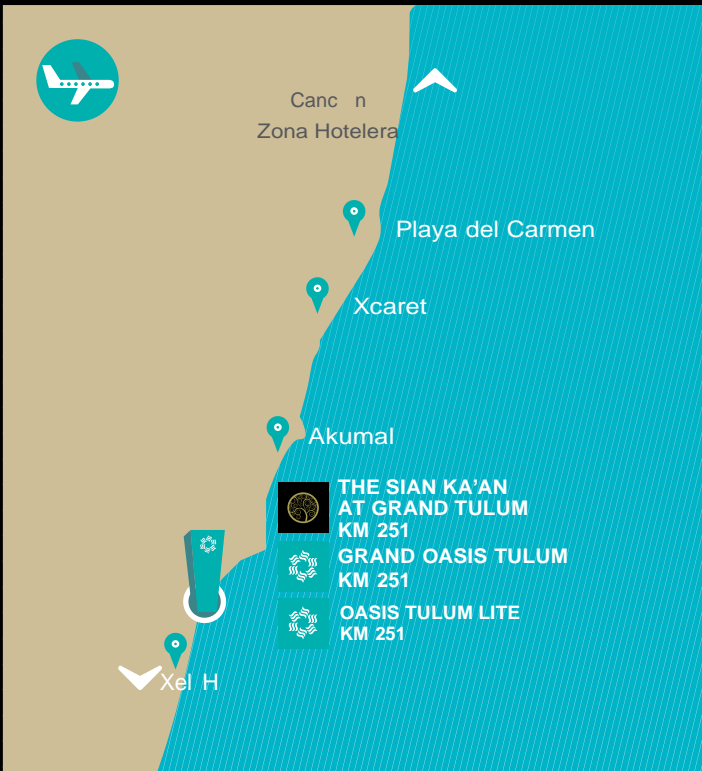 Canc n
Zona Hotelera
Playa del Carmen
Xcaret
Akumal
THE SIAN KA’AN
AT GRAND TULUM
KM 251
GRAND OASIS TULUM
KM 251
OASIS TULUM LITE
KM 251
Xel H